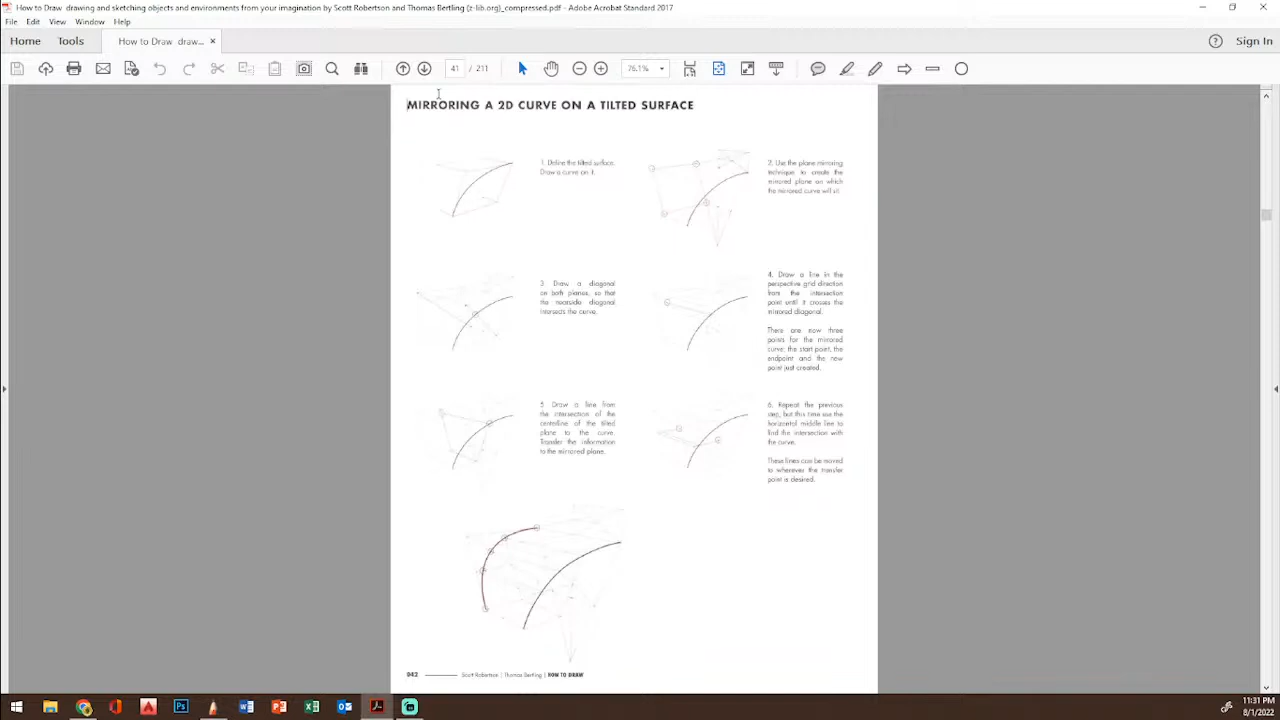 How to Draw drawing and sketching objects and environments from your imagination by Scott Robertson and Thomas Bertling (z-lib.org)_compressed.pdf - Adobe Acrobat Standard 2017
File Edit View Window Help
Home Tools How to Draw draw... ×
Sign In
41 / 211
76.1%
MIRRORING A 2D CURVE ON A TILTED SURFACE
1. Define the tilted surface.
Draw a curve on it.
2. Use the plane mirroring
technique to create the
mirrored plane on which
the mirrored curve will sit.
3. Draw a diagonal
on both planes, so that
the nearside diagonal
intersects the curve.
4. Draw a line in the
perspective grid direction
from the intersection
point until it crosses the
mirrored diagonal.
There are now three
points for the mirrored
curve; the start point, the
endpoint and the new
point just created.
5. Draw a line from
the intersection of the
centerline of the tilted
plane to the curve.
Transfer the information
to the mirrored plane.
6. Repeat the previous
step, but this time use the
horizontal middle line to
find the intersection with
the curve.
These lines can be moved
to wherever the transfer
point is desired.
042 Scott Robertson | Thomas Bertling | HOW TO DRAW
11:31 PM
8/1/2022